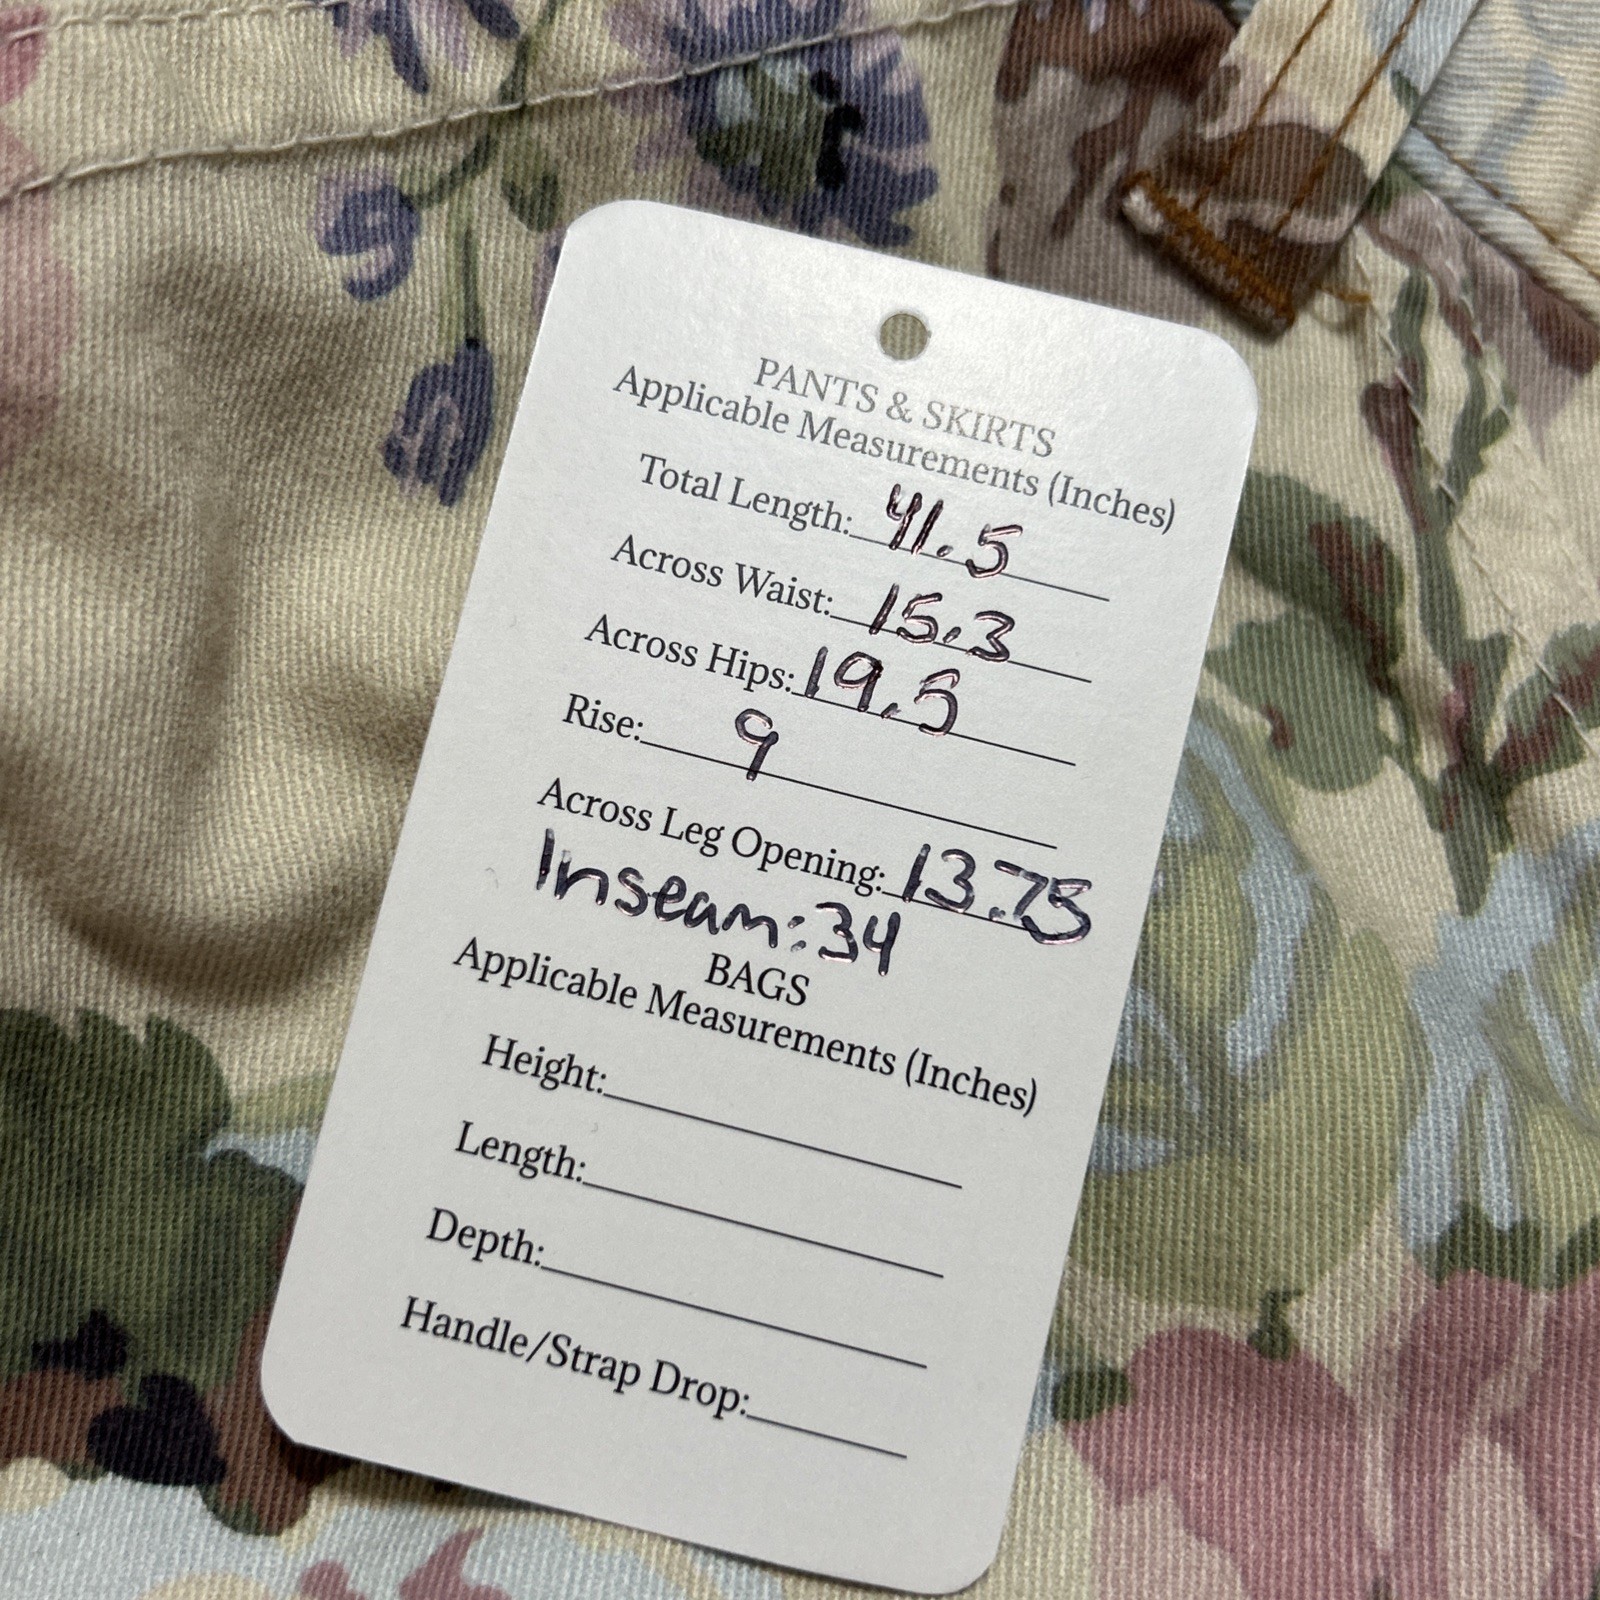 PANTS & SKIRTS
Applicable Measurements (Inches)
Total Length: 41.5
Across Waist: 15.3
Across Hips: 19.5
Rise: 9
Across Leg Opening: 13.75
Inseam: 34
BAGS
Applicable Measurements (Inches)
Height:
Length:
Depth:
Handle/Strap Drop: